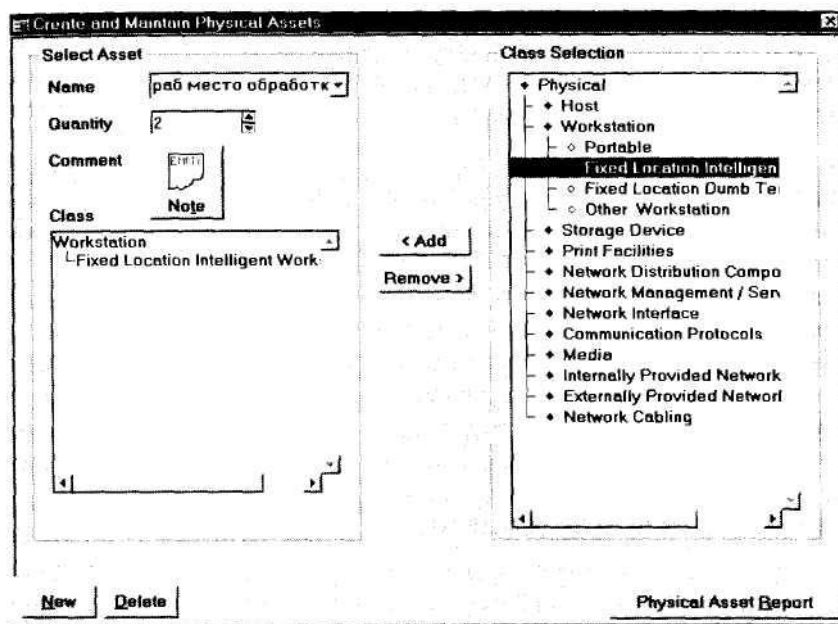 Create and Maintain Physical Assets
Select Asset
Name
раб место обработк
Quantity
2
Comment
EMPTY
Note
Class
Workstation
Fixed Location Intelligent Work
< Add
Remove >
Class Selection
Physical
Host
Workstation
Portable
Fixed Location Intelligen
Fixed Location Dumb Te
Other Workstation
Storage Device
Print Facilities
Network Distribution Compo
Network Management / Serv
Network Interface
Communication Protocols
Media
Internally Provided Network
Externally Provided Network
Network Cabling
New
Delete
Physical Asset Report